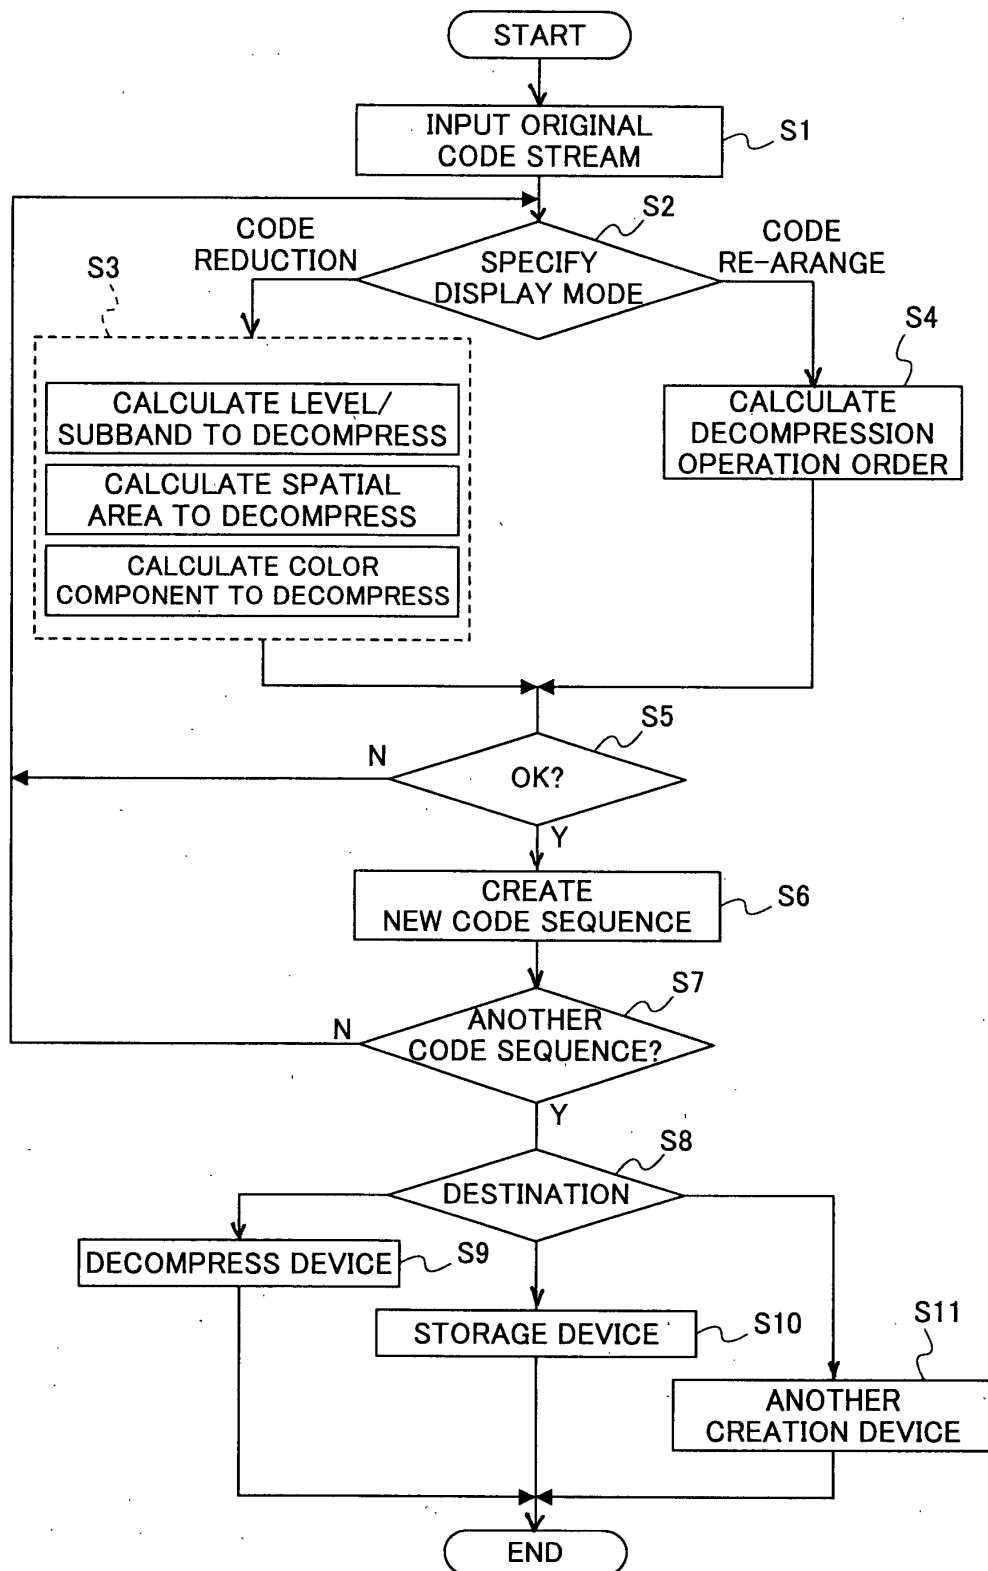 START
INPUT ORIGINAL
CODE STREAM
S1
S2
CODE
REDUCTION
SPECIFY
DISPLAY MODE
CODE
RE-ARANGE
S3
S4
CALCULATE LEVEL/
SUBBAND TO DECOMPRESS
CALCULATE SPATIAL
AREA TO DECOMPRESS
CALCULATE COLOR
COMPONENT TO DECOMPRESS
CALCULATE
DECOMPRESSION
OPERATION ORDER
S5
N
OK?
Y
CREATE
NEW CODE SEQUENCE
S6
S7
N
ANOTHER
CODE SEQUENCE?
Y
S8
DESTINATION
DECOMPRESS DEVICE
S9
STORAGE DEVICE
S10
S11
ANOTHER
CREATION DEVICE
END